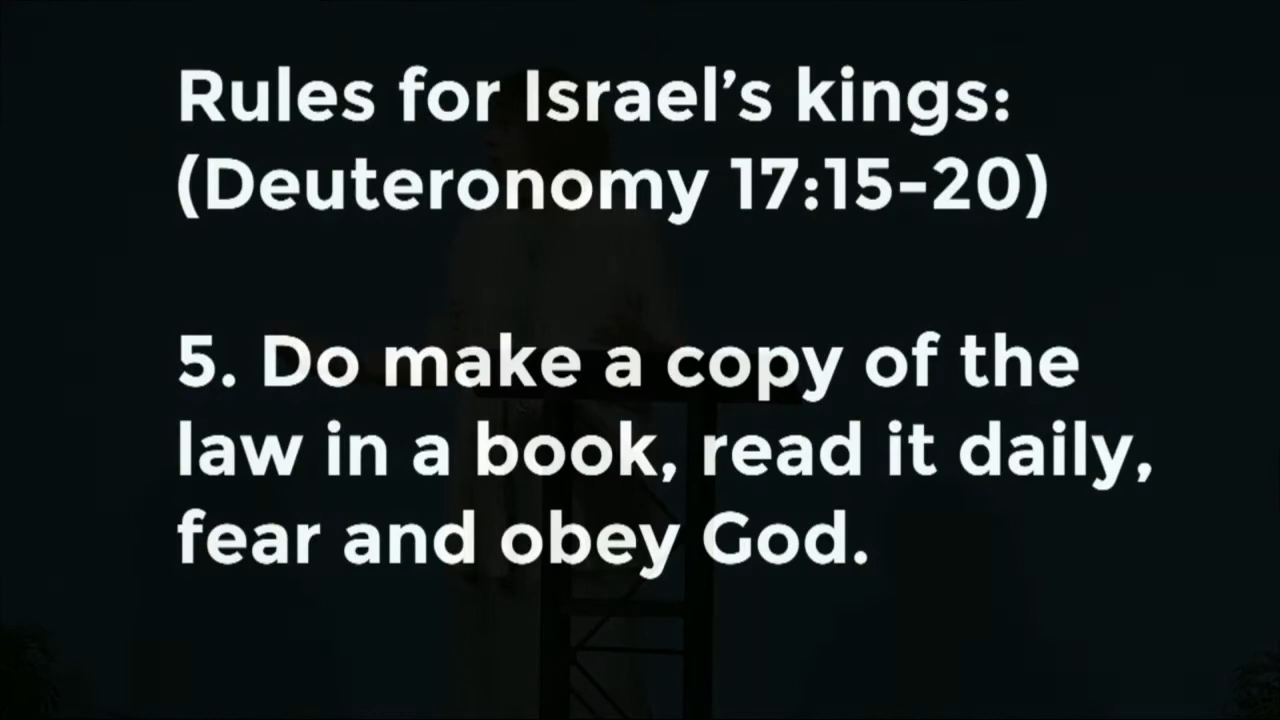 Rules for Israel’s kings:
(Deuteronomy 17:15-20)
5. Do make a copy of the
law in a book, read it daily,
fear and obey God.